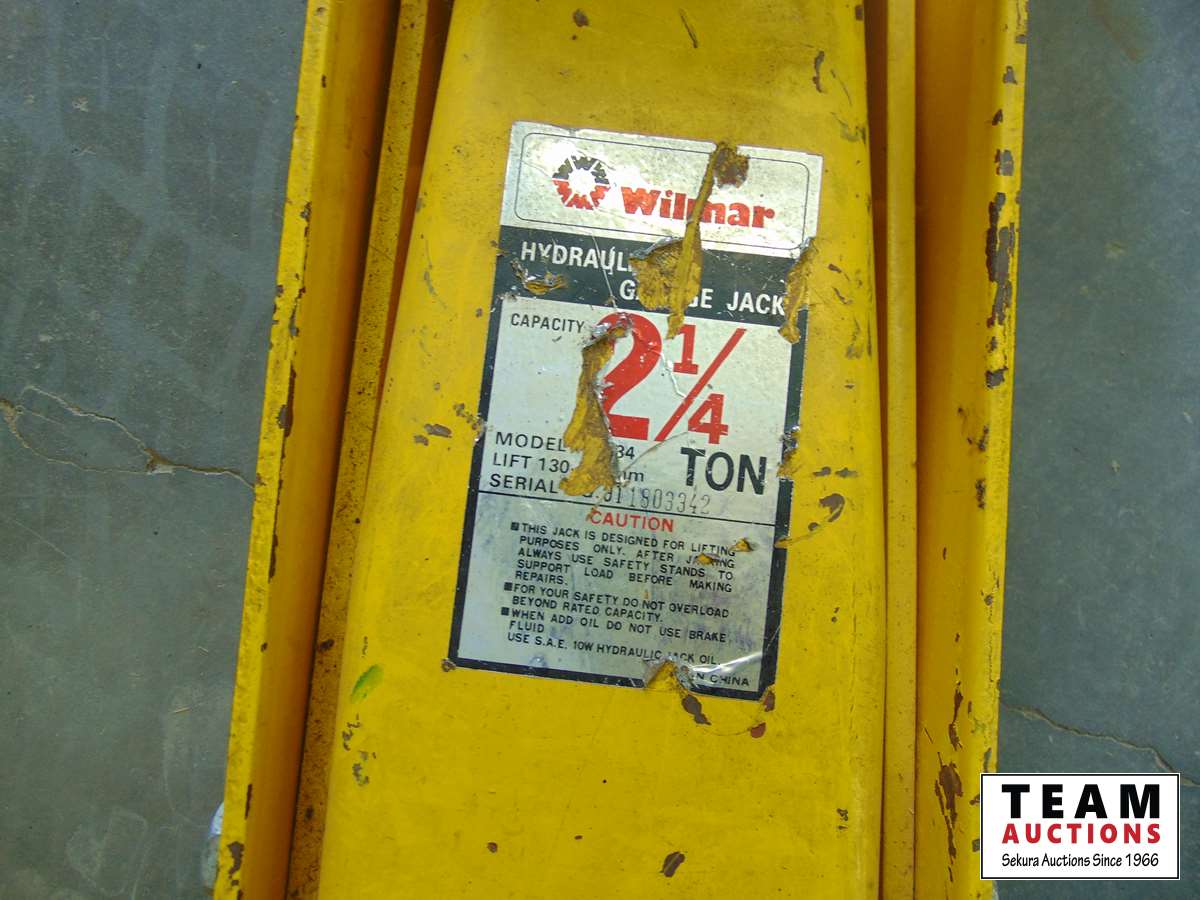 Wilmar
HYDRAUL
JACK
CAPACITY
2 1/4
TON
MODEL 34
LIFT 130 mm
SERIAL 911803342
CAUTION
■THIS JACK IS DESIGNED FOR LIFTING
PURPOSES ONLY. AFTER JACKING
ALWAYS USE SAFETY STANDS TO
SUPPORT LOAD BEFORE MAKING
REPAIRS.
■FOR YOUR SAFETY DO NOT OVERLOAD
BEYOND RATED CAPACITY.
■WHEN ADD OIL DO NOT USE BRAKE
FLUID
USE S.A.E. 10W HYDRAULIC JACK OIL.
CHINA
TEAM
AUCTIONS
Sekura Auctions Since 1966